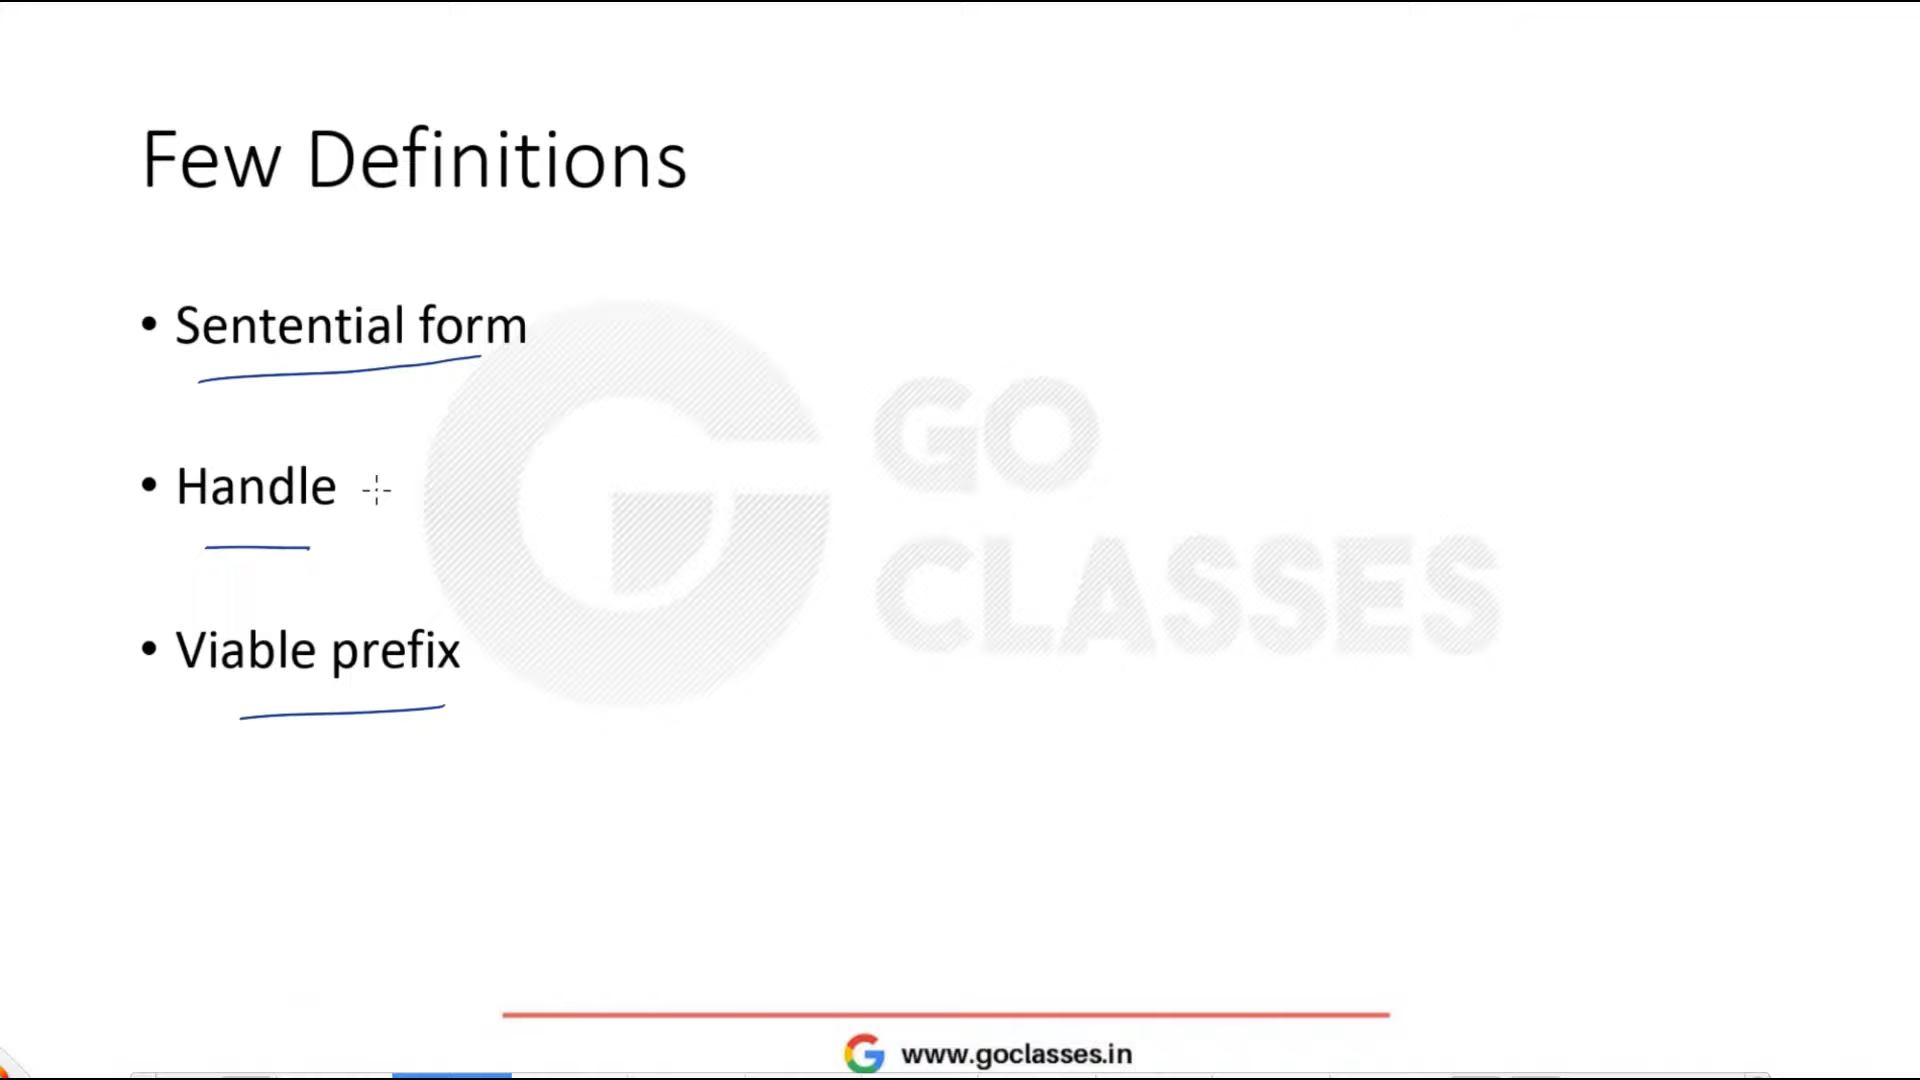 Few Definitions
• Sentential form
• Handle
• Viable prefix
GO
CLASSES
www.goclasses.in